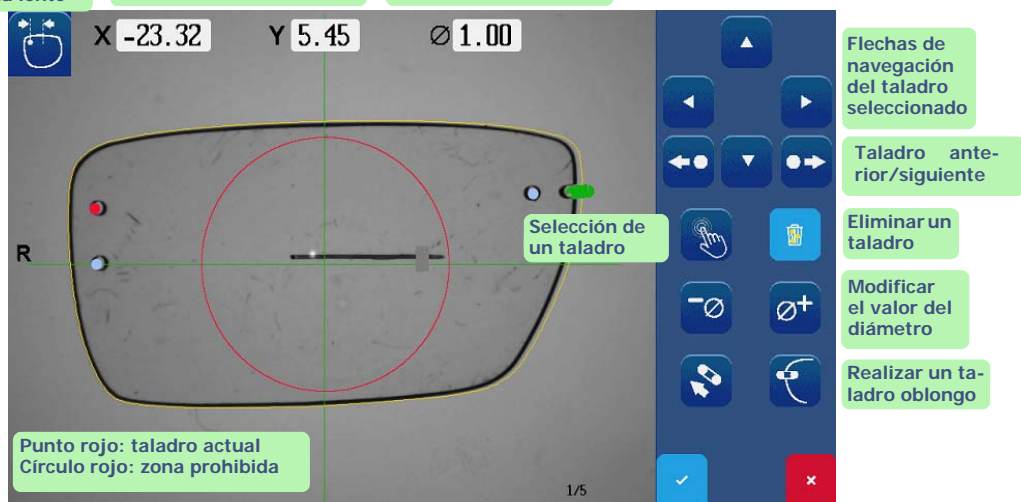 X -23.32 Y 5.45 ∅ 1.00
Flechas de
navegación
del taladro
seleccionado
Taladro ante-
rior/siguiente
Selección de
un taladro
Eliminar un
taladro
R
Modificar
el valor del
diámetro
-∅
∅+
Realizar un ta-
ladro oblongo
Punto rojo: taladro actual
Círculo rojo: zona prohibida
1/5